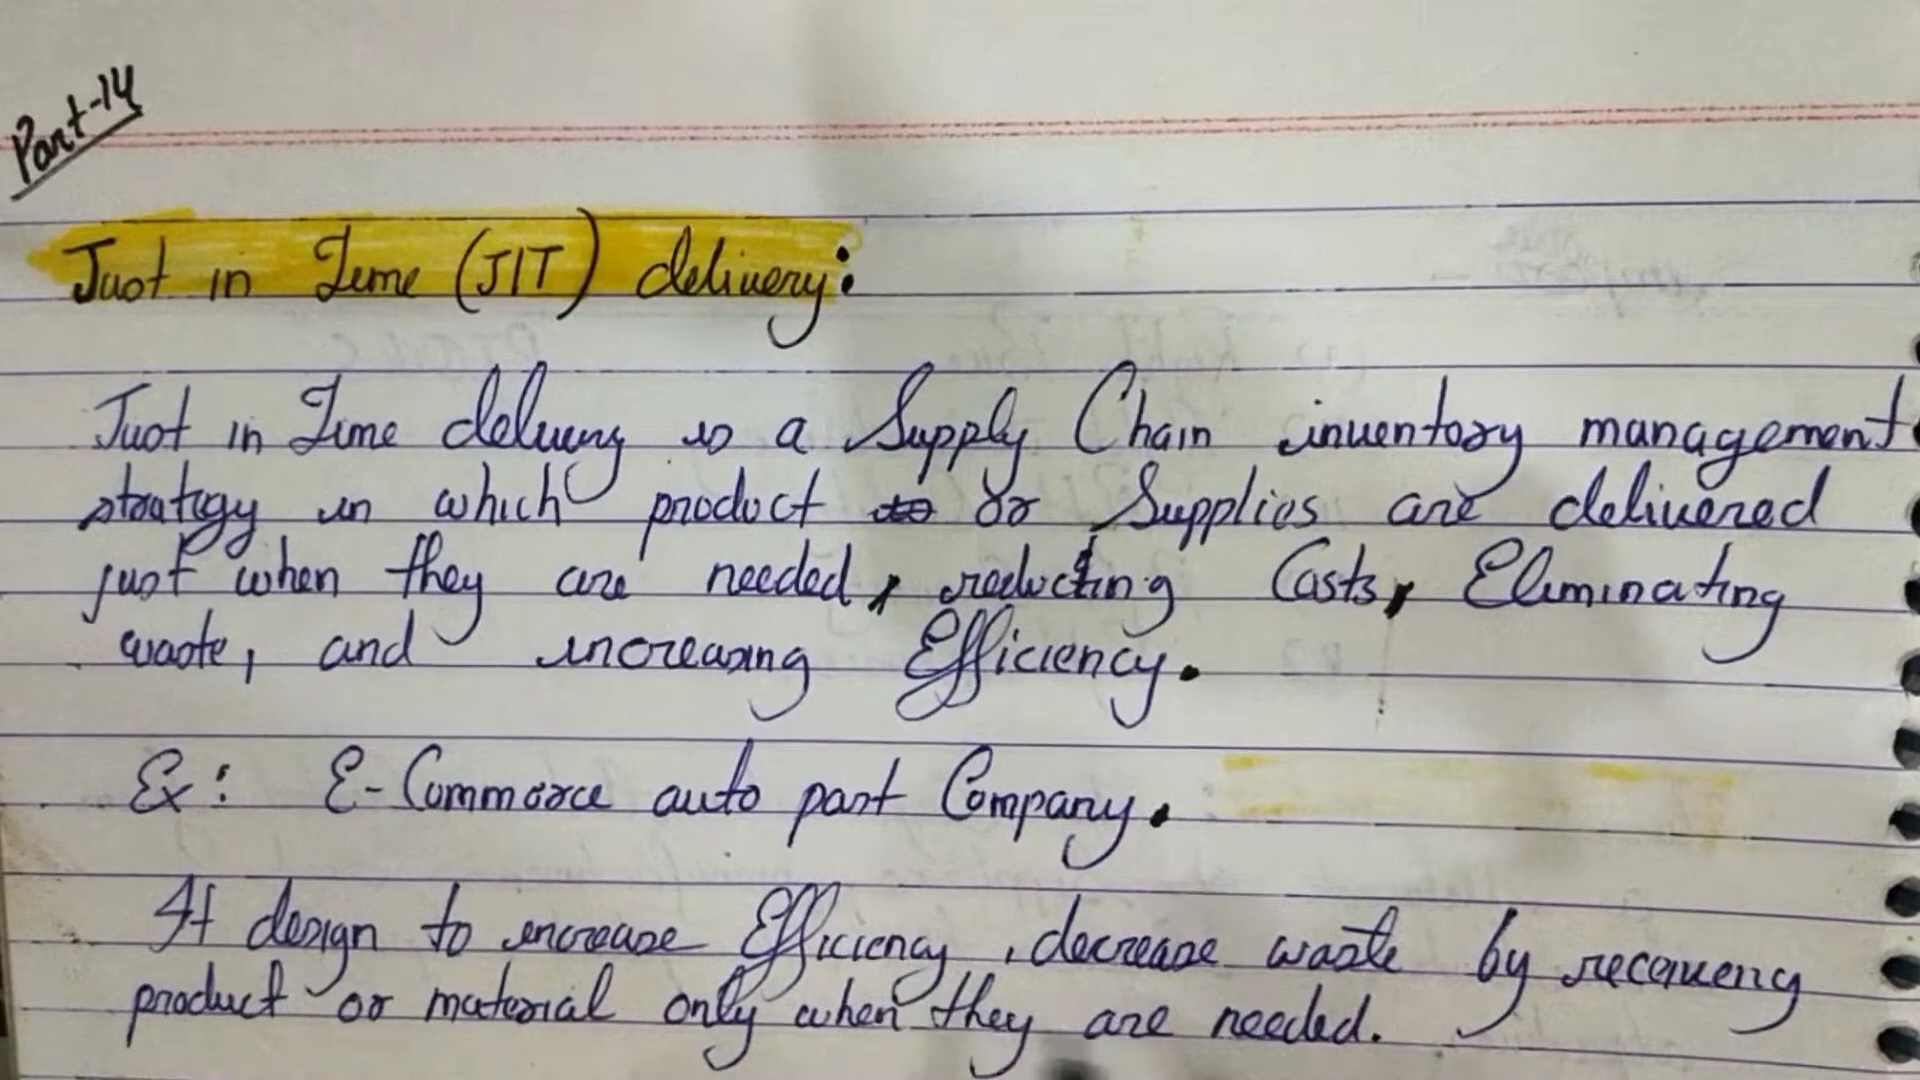 Part-14
Just in Time (JIT) delivery:
Just in Time delivery is a Supply Chain inventory management
strategy in which product or Supplies are delivered
just when they are needed, reducting Costs, Eliminating
waste, and increasing Efficiency.
Ex: E-Commerce auto part Company.
It design to increase Efficiency, decrease waste by receiveng
product or material only when they are needed.